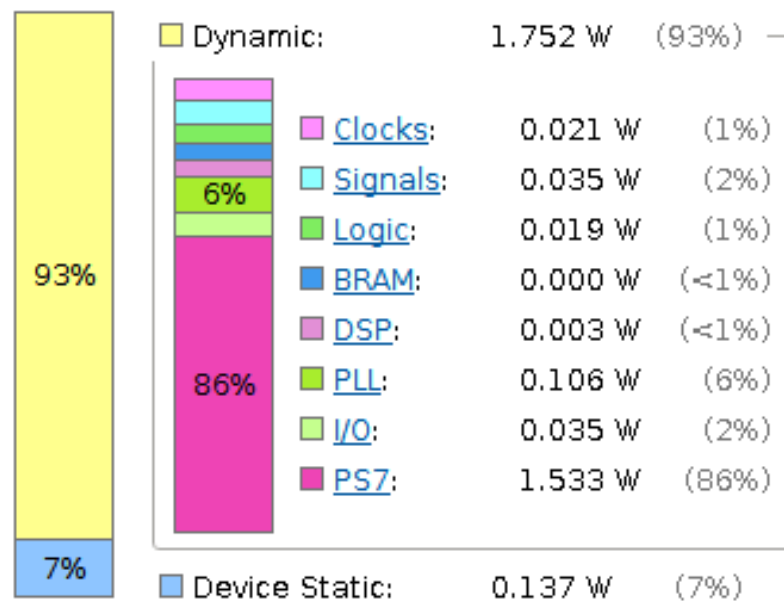 Dynamic: 1.752 W (93%)
Clocks: 0.021 W (1%)
Signals: 0.035 W (2%)
6%
Logic: 0.019 W (1%)
93%
BRAM: 0.000 W (<1%)
DSP: 0.003 W (<1%)
86%
PLL: 0.106 W (6%)
I/O: 0.035 W (2%)
PS7: 1.533 W (86%)
7%
Device Static: 0.137 W (7%)